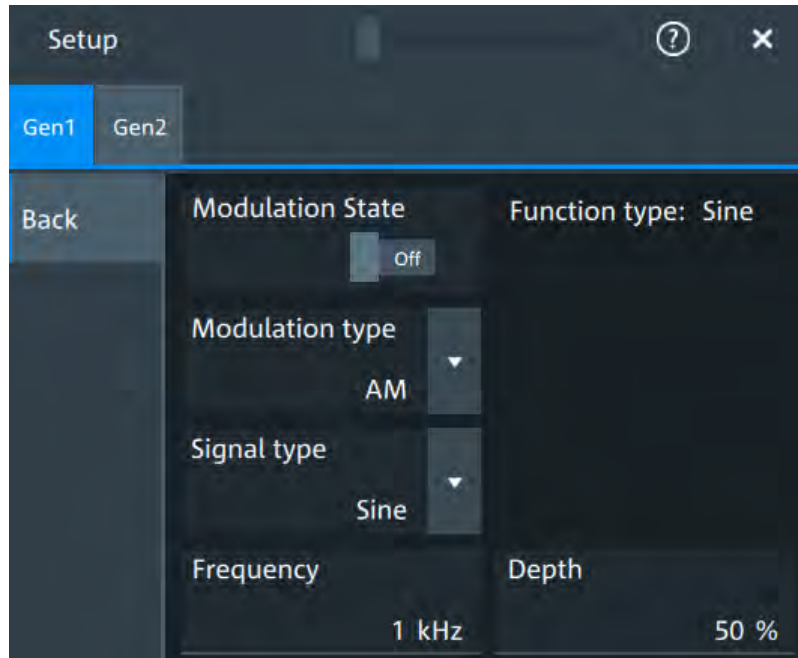 Setup
?
×
Gen1 Gen2
Back
Modulation State
Off
Function type: Sine
Modulation type
AM
Signal type
Sine
Frequency
1 kHz
Depth
50 %